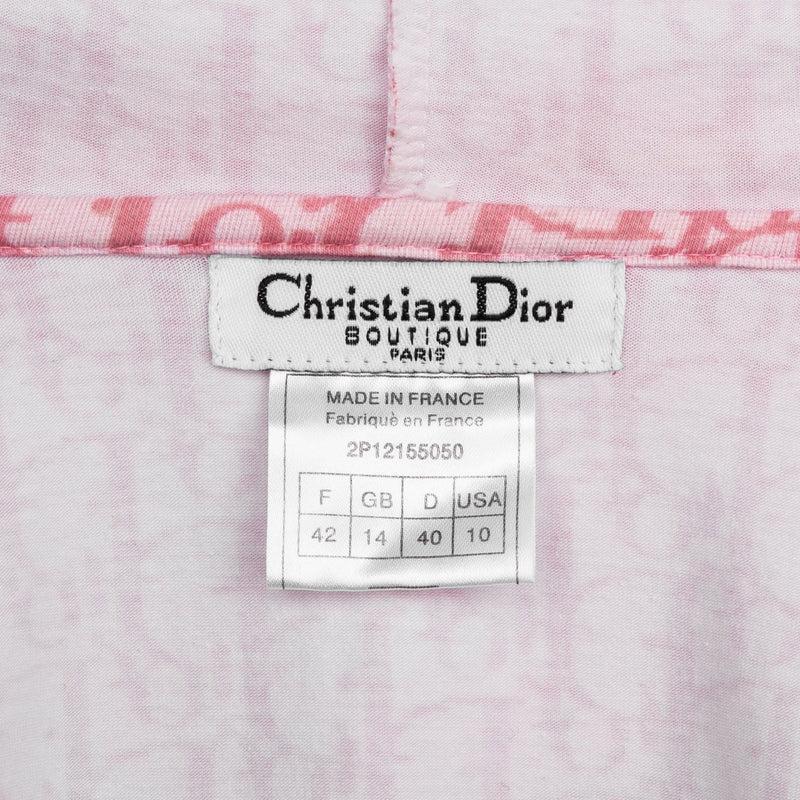 Christian Dior
BOUTIQUE
PARIS
MADE IN FRANCE
Fabriquè en France
2P12155050
F GB D USA
42 14 40 10